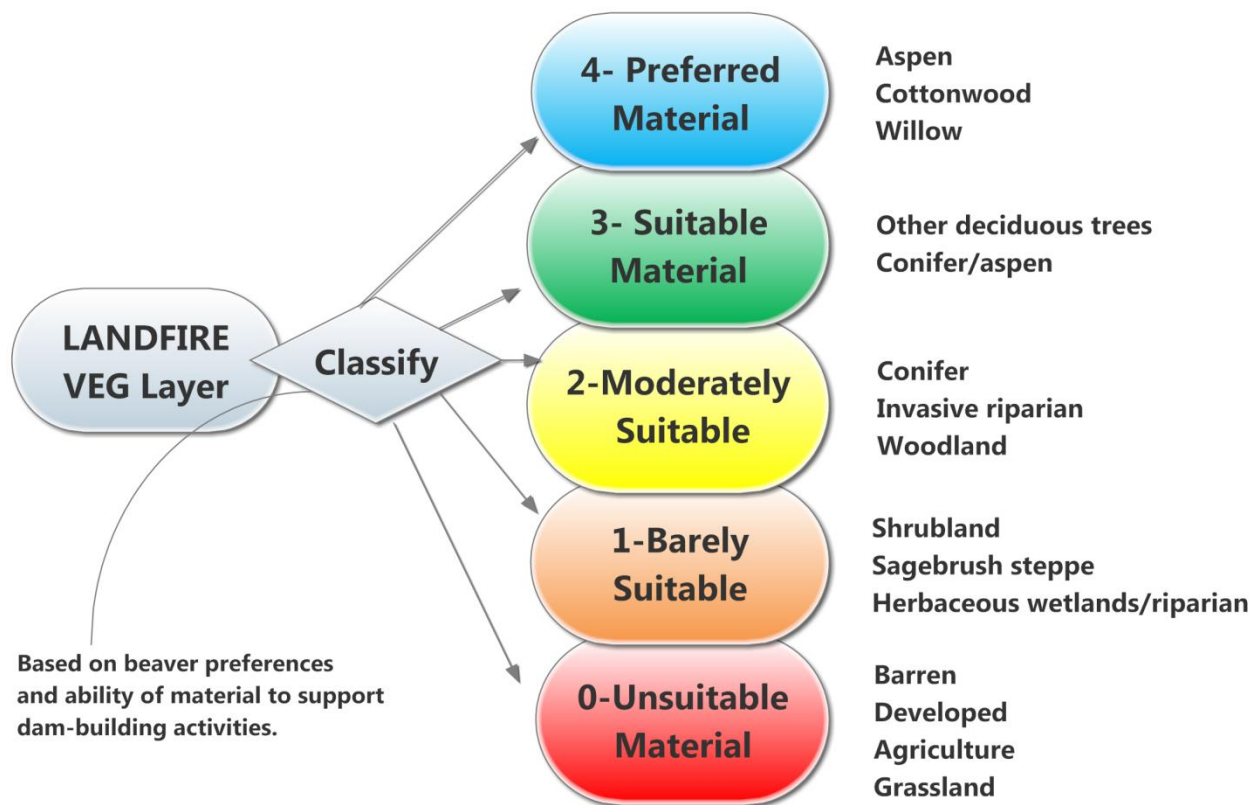 4- Preferred
Material
Aspen
Cottonwood
Willow
3- Suitable
Material
Other deciduous trees
Conifer/aspen
LANDFIRE
VEG Layer
Classify
2-Moderately
Suitable
Conifer
Invasive riparian
Woodland
1-Barely
Suitable
Shrubland
Sagebrush steppe
Herbaceous wetlands/riparian
Based on beaver preferences
and ability of material to support
dam-building activities.
0-Unsuitable
Material
Barren
Developed
Agriculture
Grassland